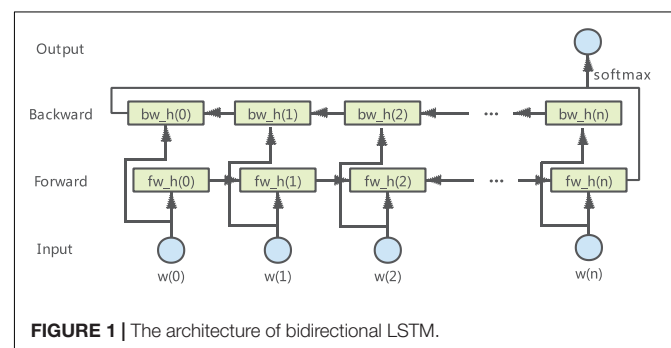 Output
softmax
Backward bw_h(0) bw_h(1) bw_h(2) ... bw_h(n)
Forward fw_h(0) fw_h(1) fw_h(2) ... fw_h(n)
Input
w(0) w(1) w(2) w(n)
FIGURE 1 | The architecture of bidirectional LSTM.